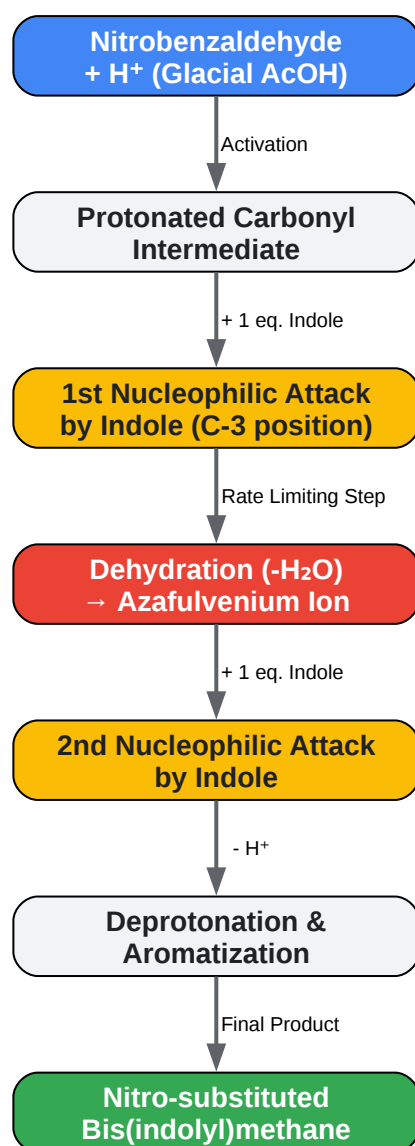 Nitrobenzaldehyde
+ H⁺ (Glacial AcOH)
Activation
Protonated Carbonyl
Intermediate
+ 1 eq. Indole
1st Nucleophilic Attack
by Indole (C-3 position)
Rate Limiting Step
Dehydration (-H₂O)
→ Azafulvenium Ion
+ 1 eq. Indole
2nd Nucleophilic Attack
by Indole
- H⁺
Deprotonation &
Aromatization
Final Product
Nitro-substituted
Bis(indolyl)methane